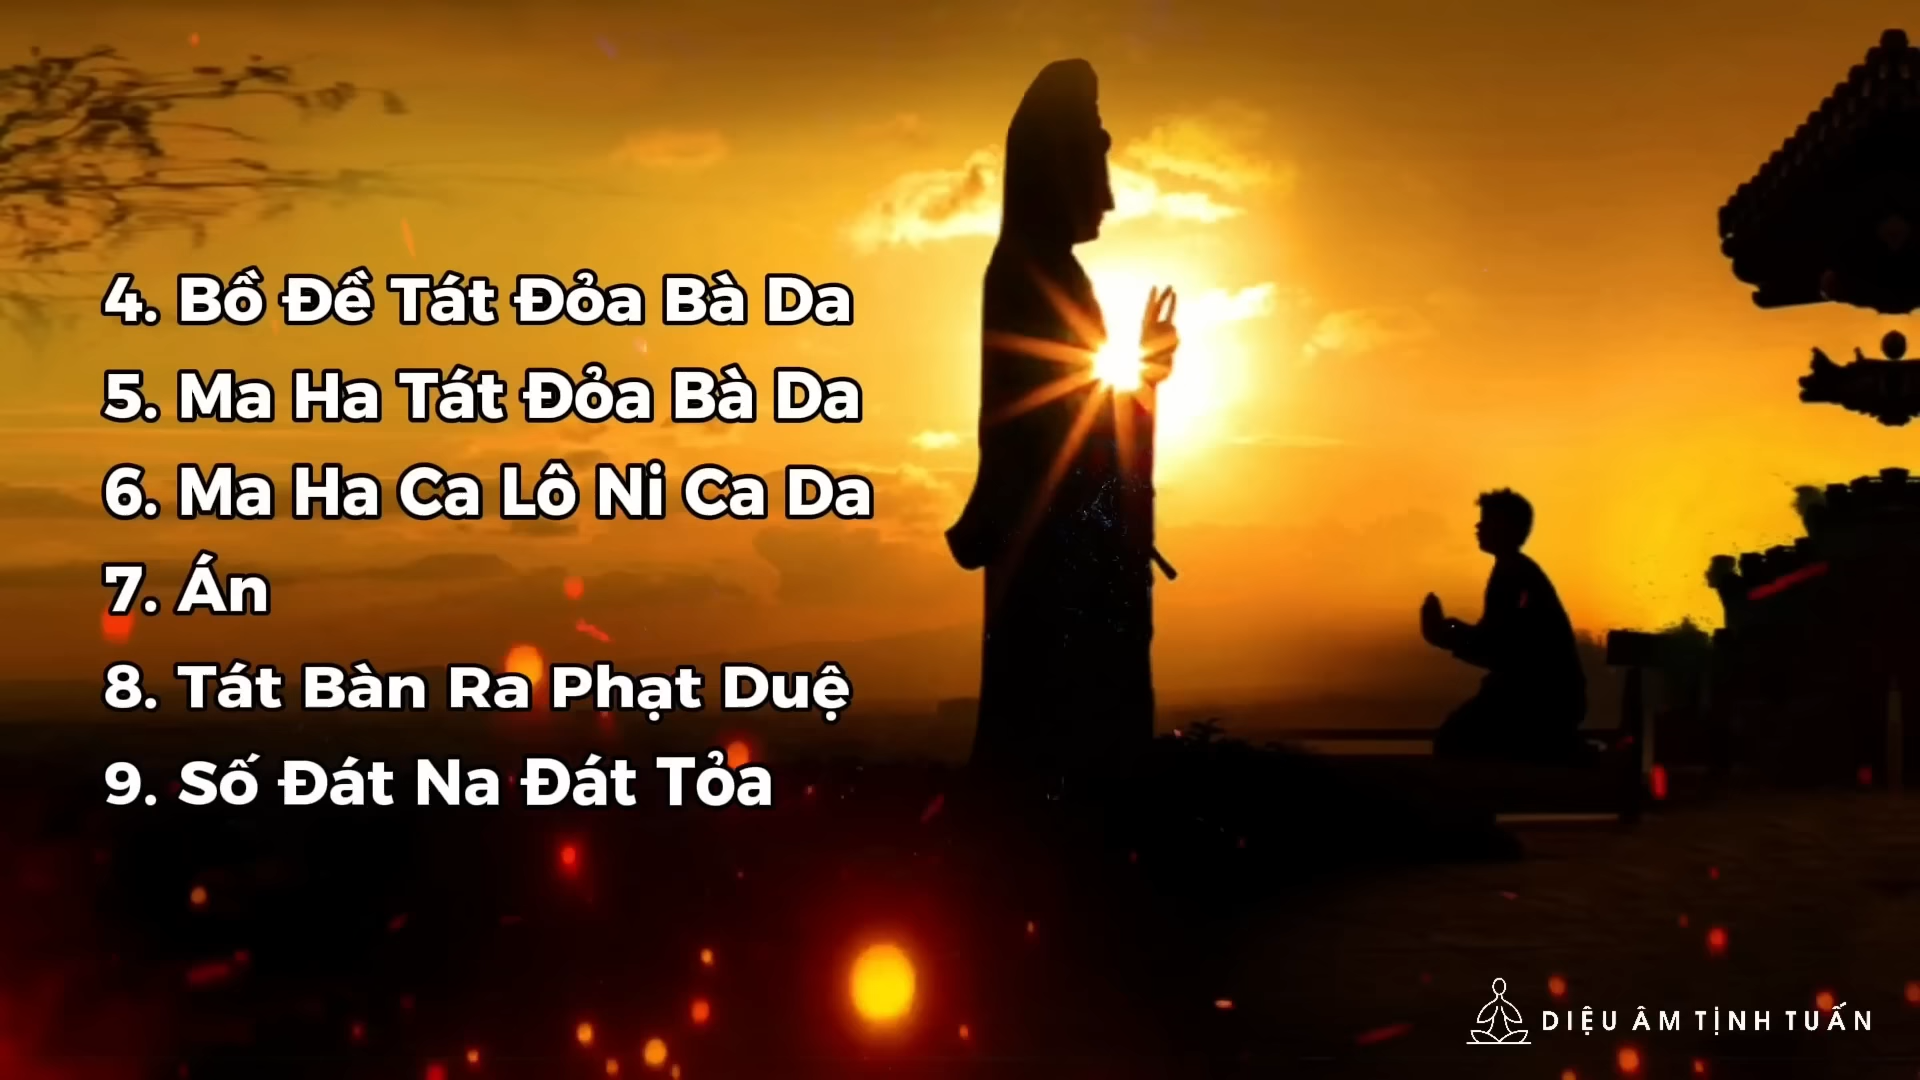 4. Bồ Đề Tát Đỏa Bà Da
5. Ma Ha Tát Đỏa Bà Da
6. Ma Ha Ca Lô Ni Ca Da
7. Án
8. Tát Bàn Ra Phạt Duệ
9. Số Đát Na Đát Tỏa
DIỆU ÂM TỊNH TUẤN